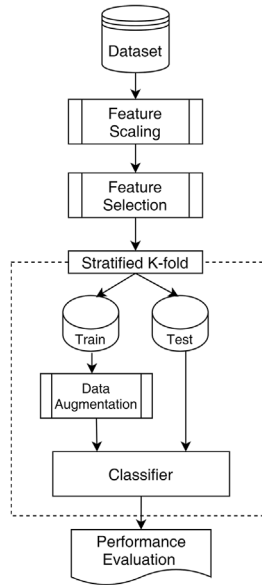 Dataset
Feature
Scaling
Feature
Selection
Stratified K-fold
Train
Test
Data
Augmentation
Classifier
Performance
Evaluation